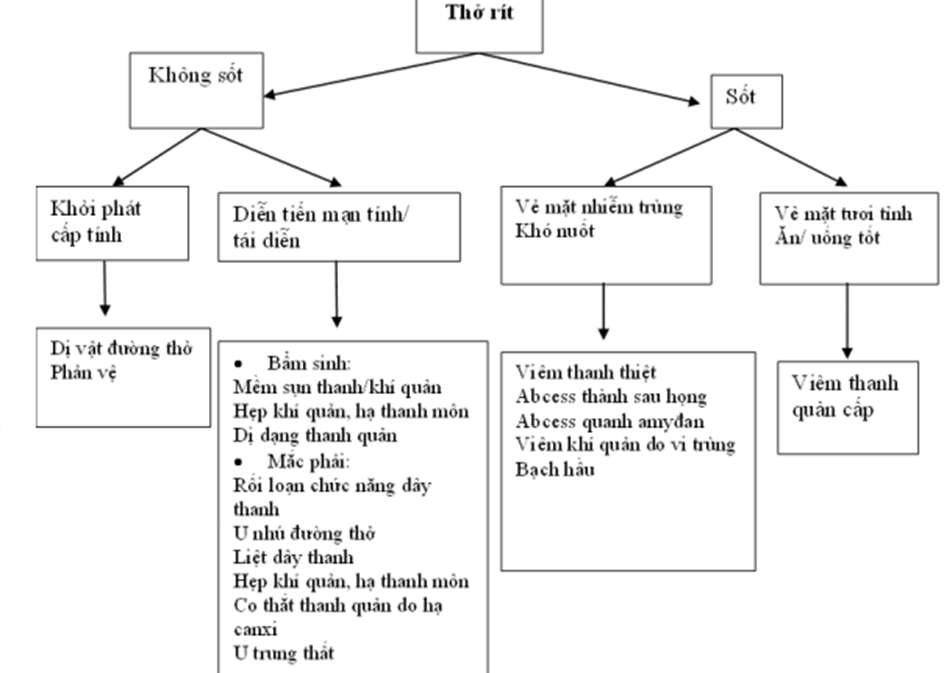 Thở rít
Không sốt
Sốt
Khởi phát
cấp tính
Diễn tiến mạn tính/
tái diễn
Vẻ mặt nhiễm trùng
Khó nuốt
Vẻ mặt tươi tỉnh
Ăn/ uống tốt
Dị vật đường thở
Phản vệ
• Bẩm sinh:
Mềm sụn thanh/khí quản
Hẹp khí quản, hạ thanh môn
Dị dạng thanh quản
• Mắc phải:
Rối loạn chức năng dây
thanh
U nhú đường thở
Liệt dây thanh
Hẹp khí quản, hạ thanh môn
Co thắt thanh quản do hạ
canxi
U trung thất
Viêm thanh thiệt
Abcess thành sau họng
Abcess quanh amyđan
Viêm khí quản do vi trùng
Bạch hầu
Viêm thanh
quản cấp